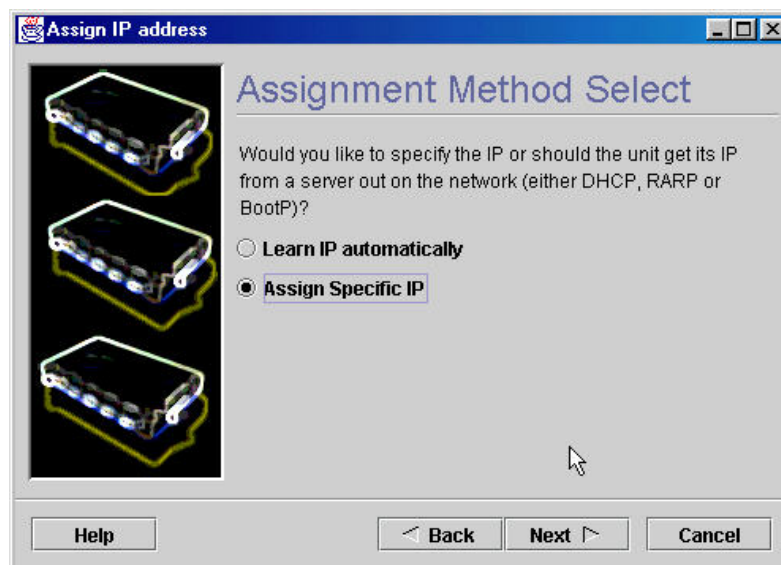 Assign IP address
Assignment Method Select
Would you like to specify the IP or should the unit get its IP
from a server out on the network (either DHCP, RARP or
BootP)?
Learn IP automatically
Assign Specific IP
Help
Back
Next
Cancel